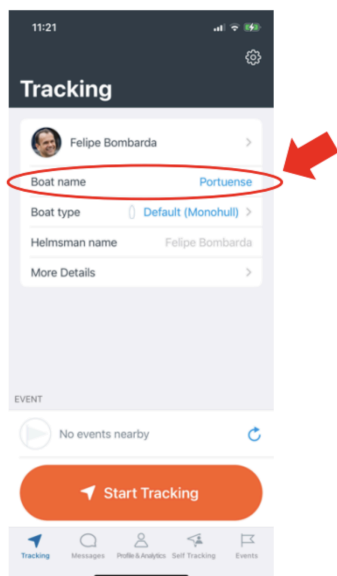 11:21
Tracking
Felipe Bombarda
Boat name Portuense
Boat type Default (Monohull)
Helmsman name Felipe Bombarda
More Details
EVENT
No events nearby
Start Tracking
Tracking Messages Profile & Analytics Self Tracking Events